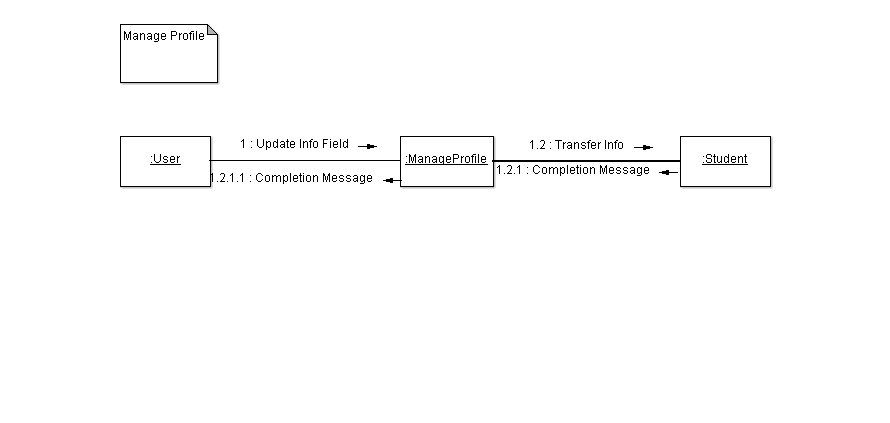 Manage Profile
1 : Update Info Field
1.2 : Transfer Info
:User
:ManageProfile
:Student
1.2.1.1 : Completion Message
1.2.1 : Completion Message